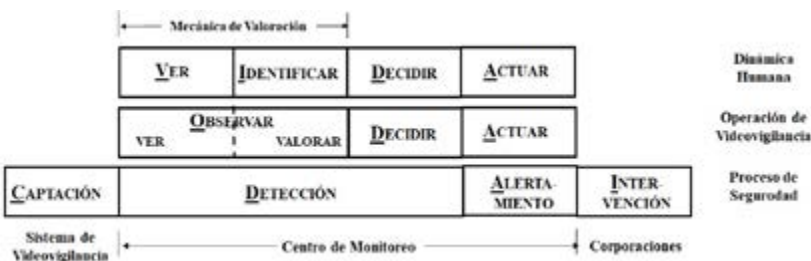 Mecánica de Valoración
VER IDENTIFICAR DECIDIR ACTUAR
Dinámica
Humana
OBSERVAR
VER VALORAR DECIDIR ACTUAR
Operación de
Videovigilancia
CAPTACIÓN DETECCIÓN ALERTA-
MIENTO INTER-
VENCIÓN
Proceso de
Segurodad
Sistema de
Videovigilancia
Centro de Monitoreo
Corporaciones